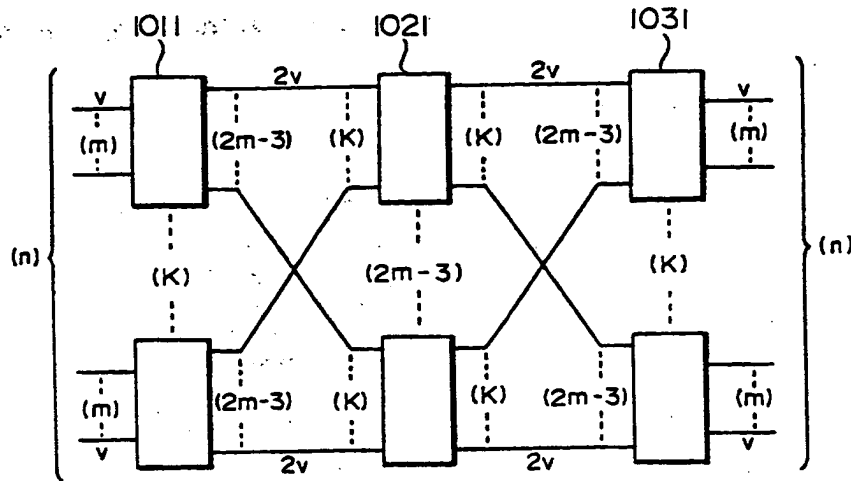 1011 1021 1031
v 2v 2v v
(m) (2m-3) (K) (K) (2m-3) (m)
(n) (K) (2m-3) (K) (n)
(m) (2m-3) (K) (K) (2m-3) (m)
v 2v 2v v